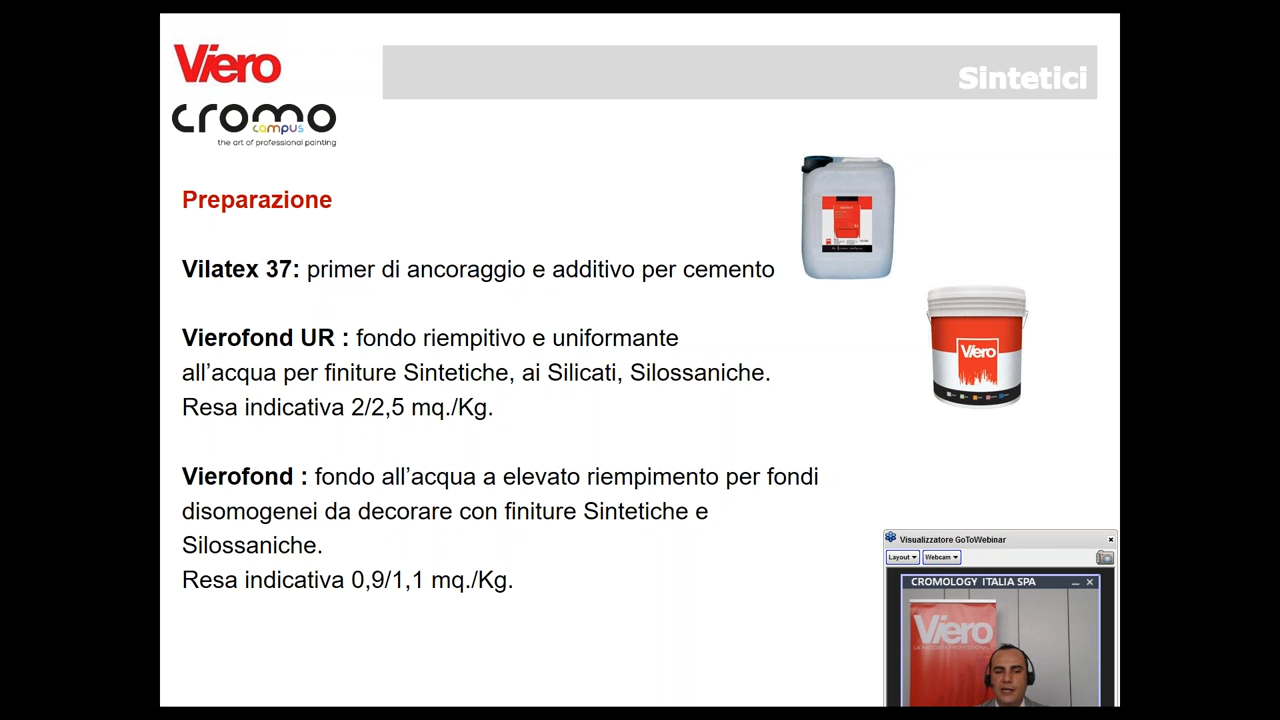 Viero
cromo
campus
the art of professional painting
Sintetici
Preparazione
Vilatex 37: primer di ancoraggio e additivo per cemento
Vierofond UR : fondo riempitivo e uniformante
all’acqua per finiture Sintetiche, ai Silicati, Silossaniche.
Resa indicativa 2/2,5 mq./Kg.
Vierofond : fondo all’acqua a elevato riempimento per fondi
disomogenei da decorare con finiture Sintetiche e
Silossaniche.
Resa indicativa 0,9/1,1 mq./Kg.
Viero
Visualizzatore GoToWebinar
Layout
Webcam
CROMOLOGY ITALIA SPA
Viero